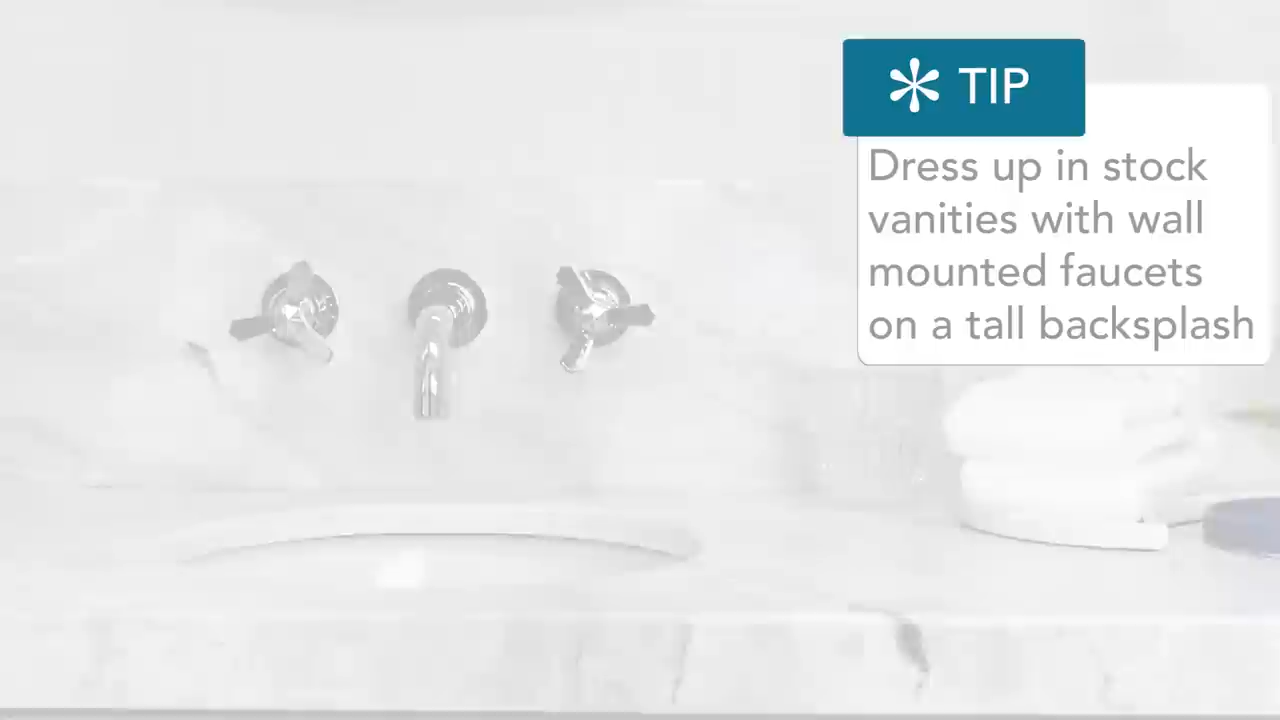 * TIP
Dress up in stock
vanities with wall
mounted faucets
on a tall backsplash